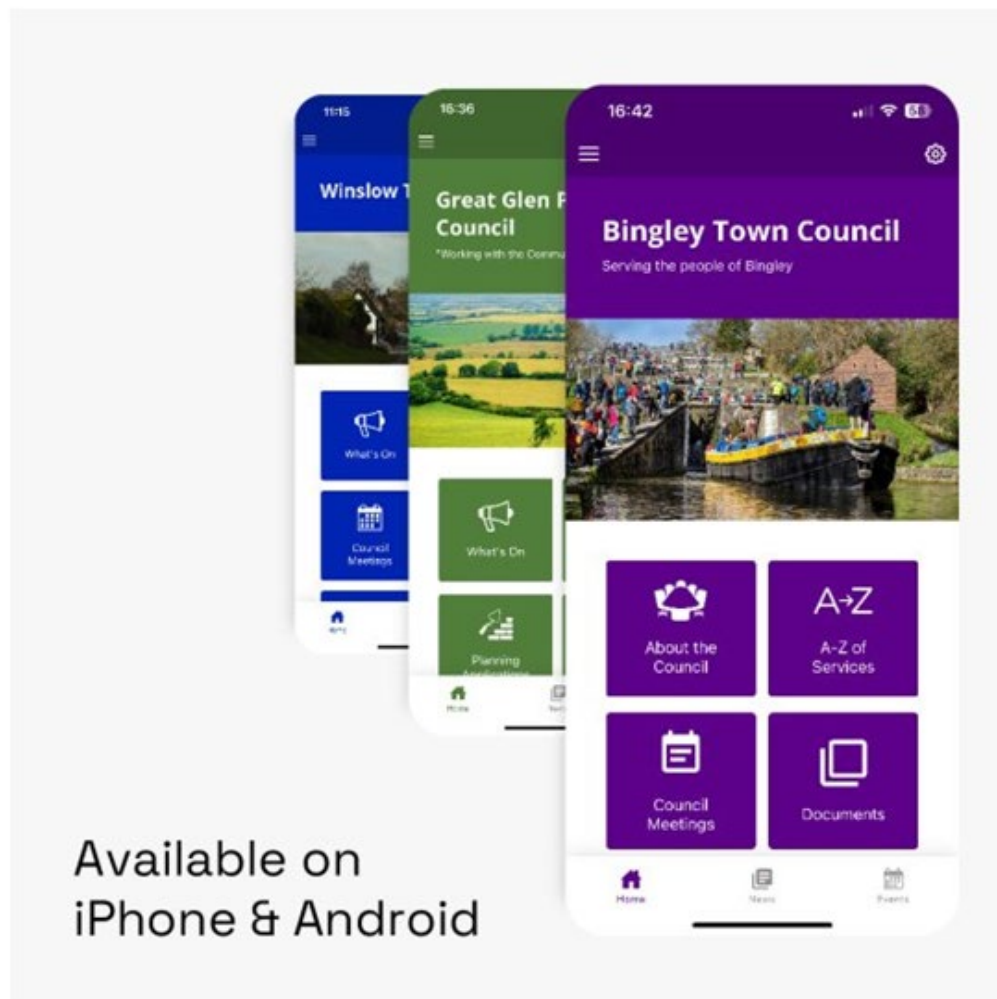 11:15
Winslow T
What's On
Council
Meetings
Home
16:36
Great Glen P
Council
"Working with the Commu
What's On
Planning
Applications
Home
16:42
Bingley Town Council
Serving the people of Bingley
About the
Council
A→Z
A-Z of
Services
Council
Meetings
Documents
Home
News
Events
Available on
iPhone & Android